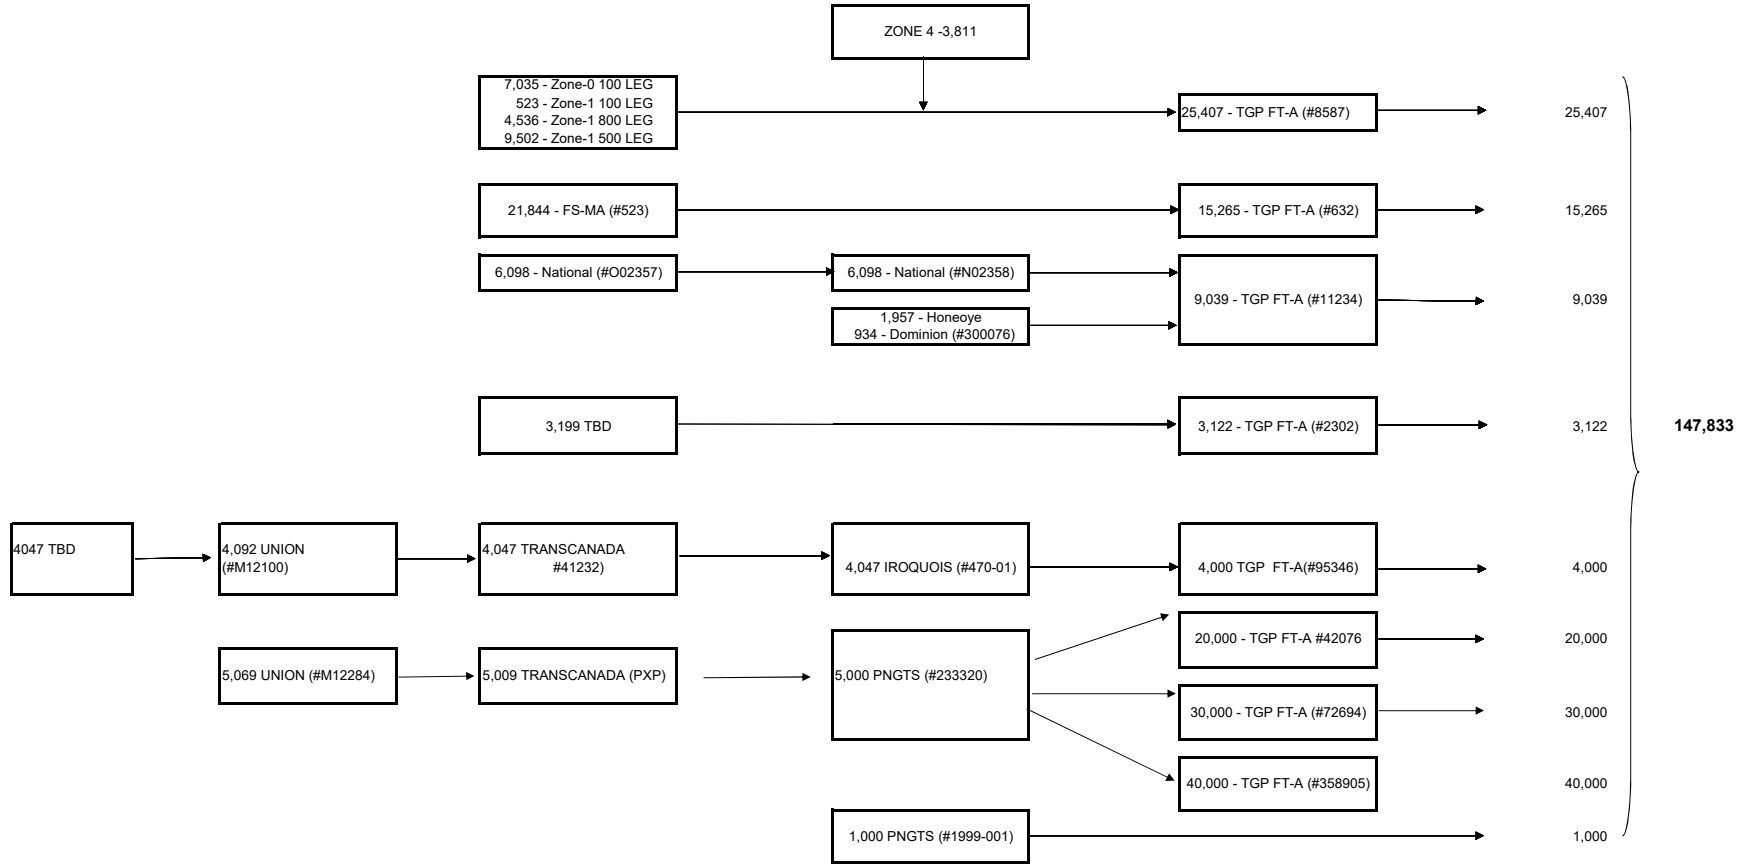 ZONE 4 -3,811
7,035 - Zone-0 100 LEG
523 - Zone-1 100 LEG
4,536 - Zone-1 800 LEG
9,502 - Zone-1 500 LEG
25,407 - TGP FT-A (#8587)
25,407
21,844 - FS-MA (#523)
15,265 - TGP FT-A (#632)
15,265
6,098 - National (#O02357)
6,098 - National (#N02358)
1,957 - Honeoye
934 - Dominion (#300076)
9,039 - TGP FT-A (#11234)
9,039
3,199 TBD
3,122 - TGP FT-A (#2302)
3,122
147,833
4047 TBD
4,092 UNION
(#M12100)
4,047 TRANSCANADA
#41232)
4,047 IROQUOIS (#470-01)
4,000 TGP  FT-A(#95346)
4,000
20,000 - TGP FT-A #42076
20,000
5,069 UNION (#M12284)
5,009 TRANSCANADA (PXP)
5,000 PNGTS (#233320)
30,000 - TGP FT-A (#72694)
30,000
40,000 - TGP FT-A (#358905)
40,000
1,000 PNGTS (#1999-001)
1,000